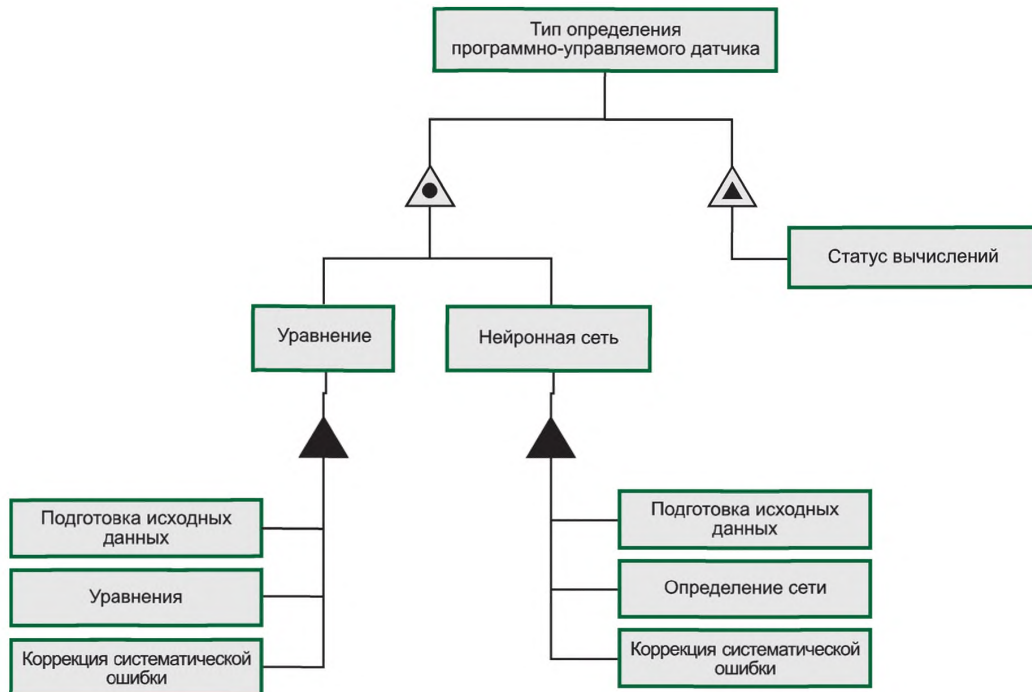 Тип определения
программно-управляемого датчика
Статус вычислений
Уравнение
Нейронная сеть
Подготовка исходных
данных
Уравнения
Коррекция систематической
ошибки
Подготовка исходных
данных
Определение сети
Коррекция систематической
ошибки